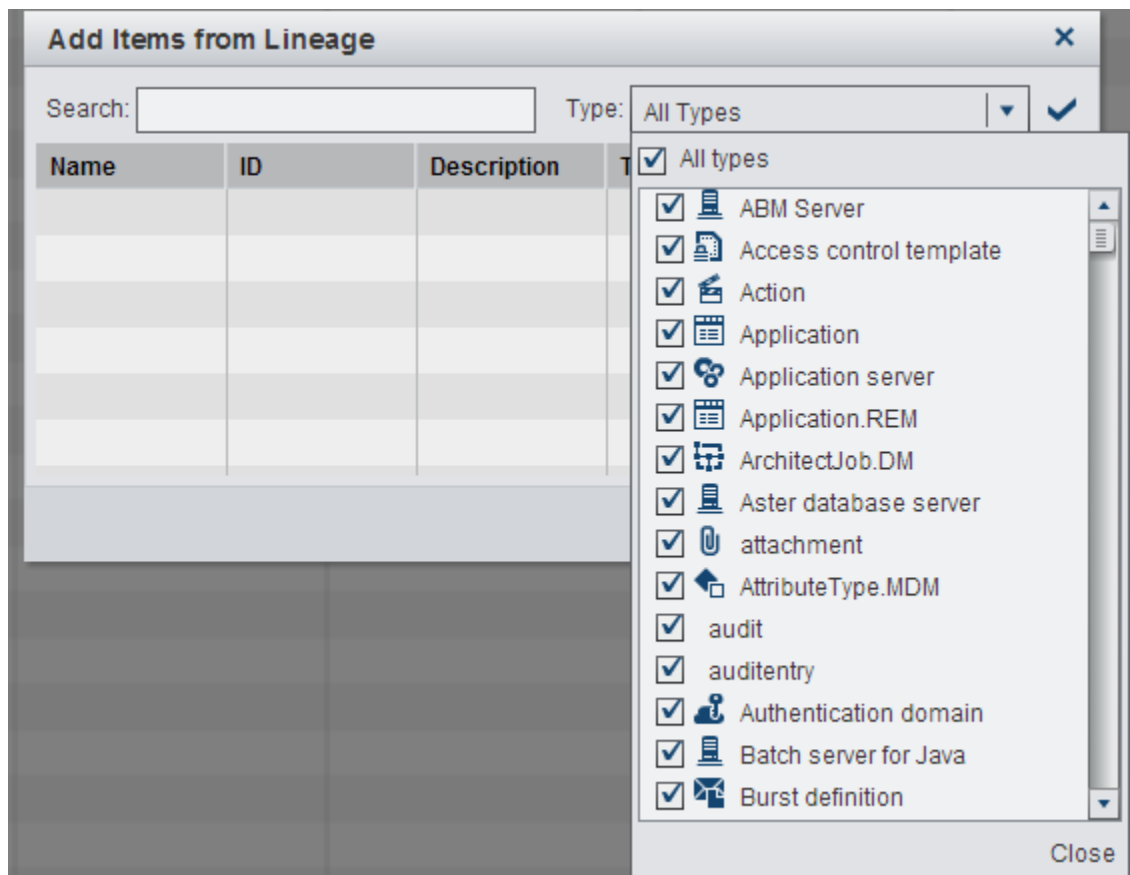 Add Items from Lineage
Search: Type: All Types
Name ID Description T
All types
ABM Server
Access control template
Action
Application
Application server
Application.REM
ArchitectJob.DM
Aster database server
attachment
AttributeType.MDM
audit
auditentry
Authentication domain
Batch server for Java
Burst definition
Close